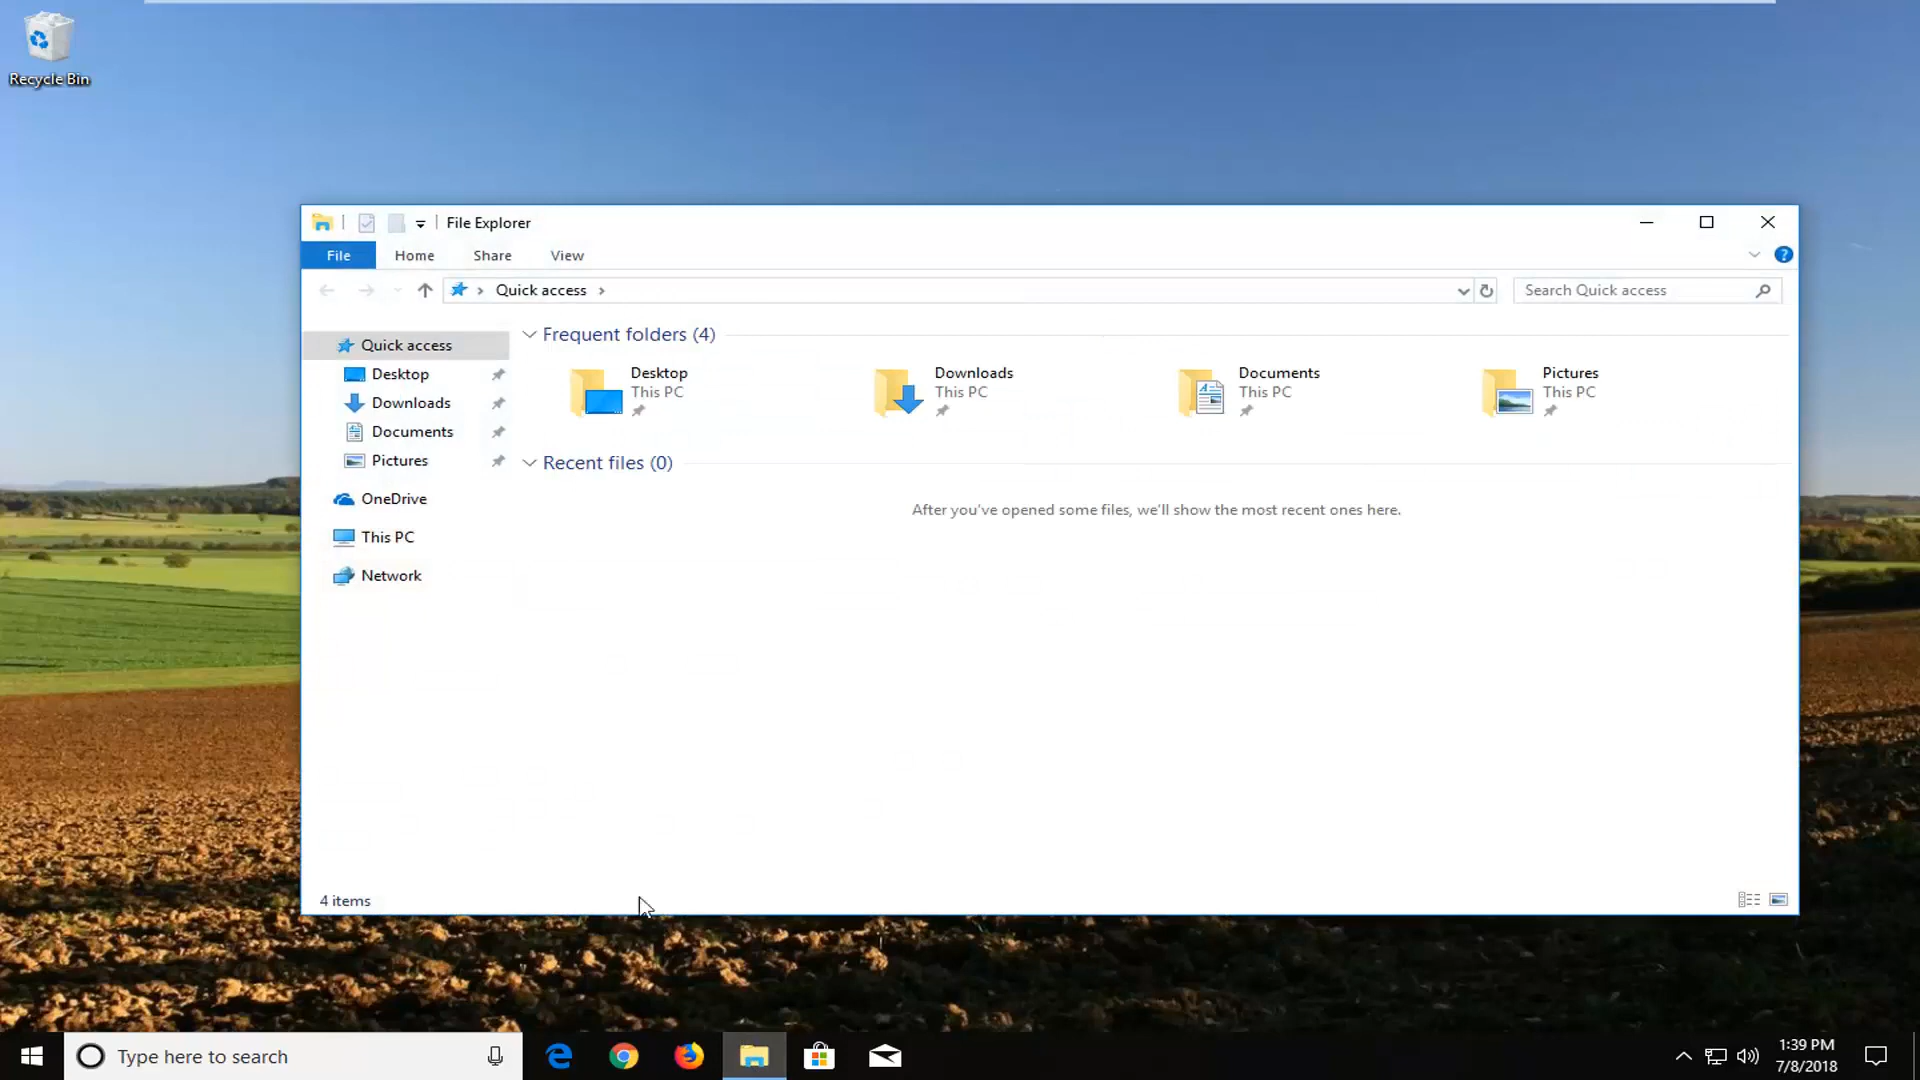 Recycle Bin
File Explorer
File Home Share View
?
Quick access
Search Quick access
Quick access
Desktop
Downloads
Documents
Pictures
OneDrive
This PC
Network
Frequent folders (4)
Desktop
This PC
Downloads
This PC
Documents
This PC
Pictures
This PC
Recent files (0)
After you've opened some files, we'll show the most recent ones here.
4 items
Type here to search
1:39 PM
7/8/2018